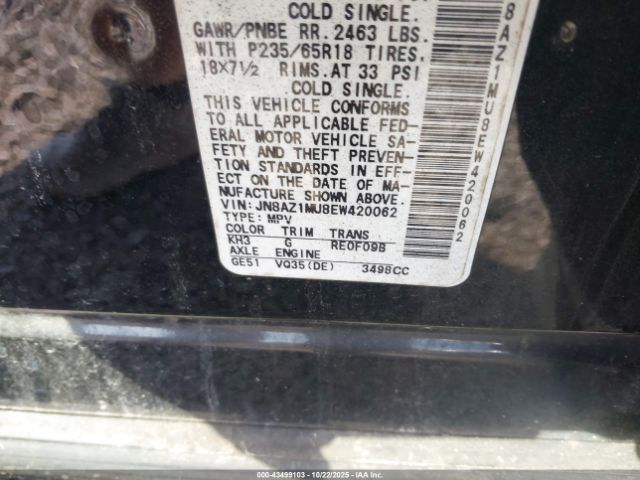 COLD SINGLE.
GAWR/PNBE RR. 2463 LBS.
WITH P235/65R18 TIRES.
18X7½ RIMS. AT 33 PSI
COLD SINGLE.
THIS VEHICLE CONFORMS
TO ALL APPLICABLE FED-
ERAL MOTOR VEHICLE SA-
FETY AND THEFT PREVEN-
TION STANDARDS IN EFF-
ECT ON THE DATE OF MA-
NUFACTURE SHOWN ABOVE.
VIN: JN8AZ1MU8EW420062
TYPE: MPV
COLOR TRIM TRANS
KH3 G RE0F09B
AXLE ENGINE
GE51 VQ35(DE) 3498CC
8AZ1MU8EW420062
000-43499103 - 10/22/2025 - IAAI.COM